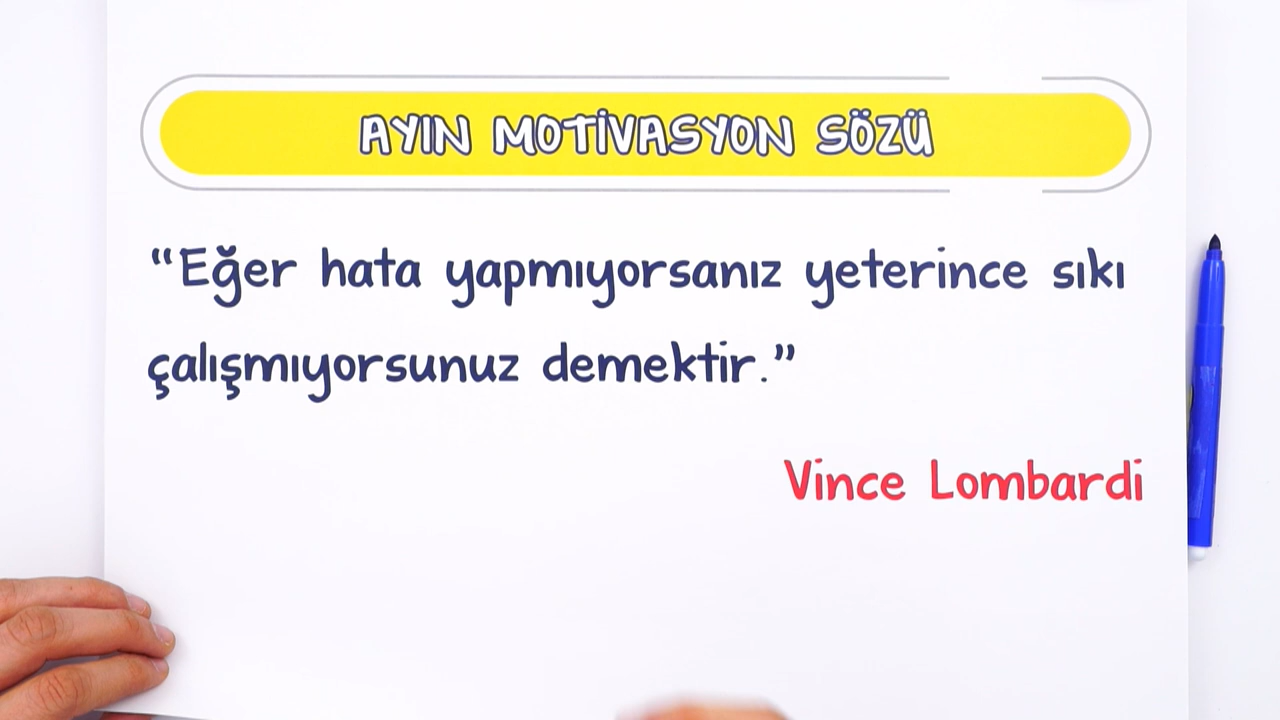 AYIN MOTİVASYON SÖZÜ
“Eğer hata yapmıyorsanız yeterince sıkı
çalışmıyorsunuz demektir.”
Vince Lombardi